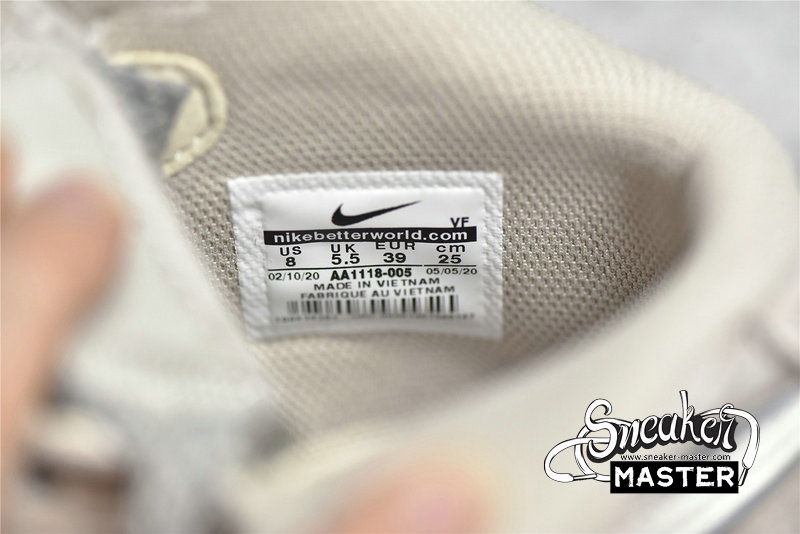 VF
nikebetterworld.com
US UK EUR cm
8 5.5 39 25
02/10/20 AA1118-005 05/05/20
MADE IN VIETNAM
FABRIQUE AU VIETNAM
Sneaker
www.sneaker-master.com
MASTER